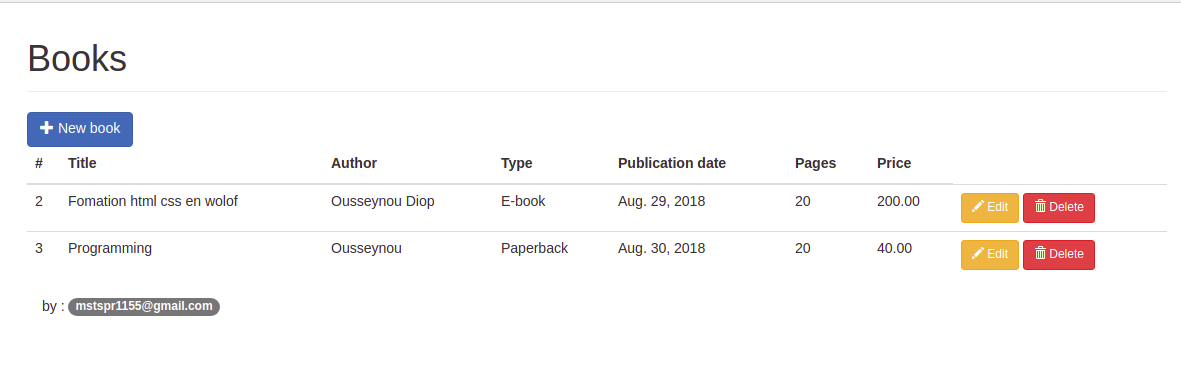 Books
New book
# Title Author Type Publication date Pages Price
2 Fomation html css en wolof Ousseynou Diop E-book Aug. 29, 2018 20 200.00 Edit Delete
3 Programming Ousseynou Paperback Aug. 30, 2018 20 40.00 Edit Delete
by : mstspr1155@gmail.com